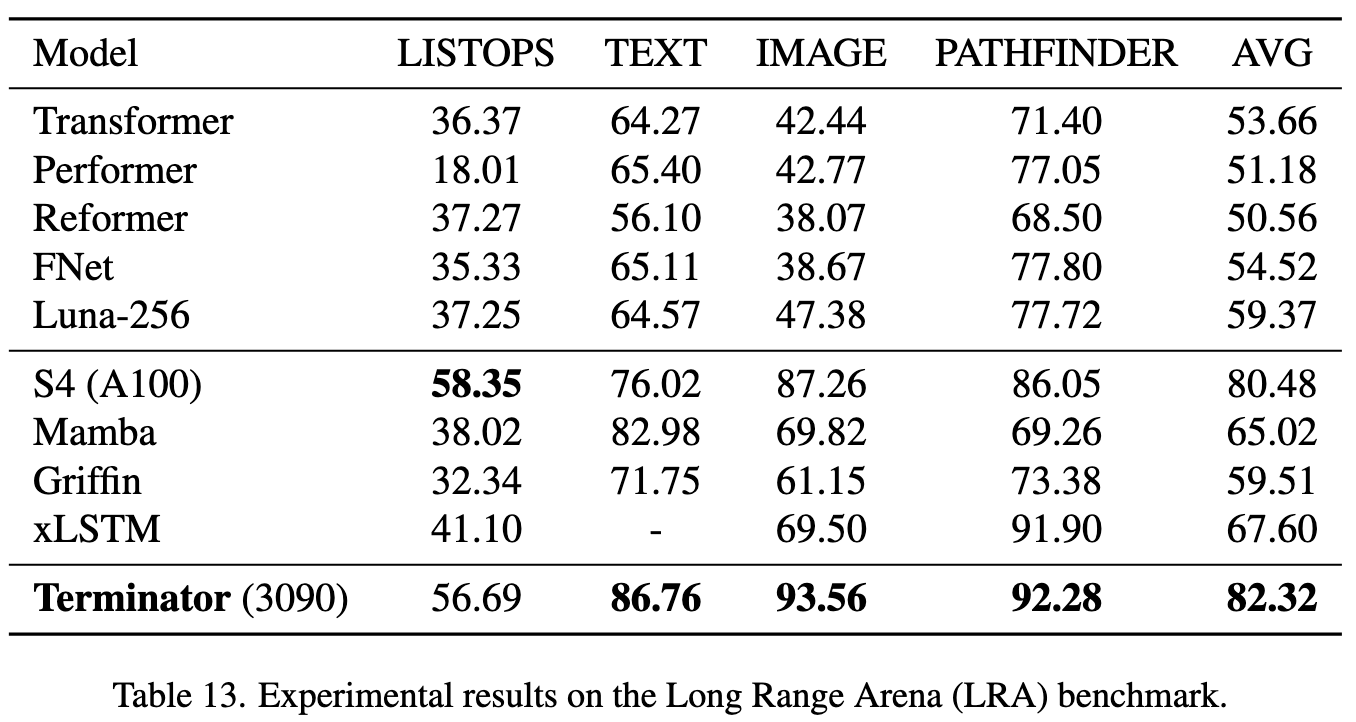 Model LISTOPS TEXT IMAGE PATHFINDER AVG
Transformer 36.37 64.27 42.44 71.40 53.66
Performer 18.01 65.40 42.77 77.05 51.18
Reformer 37.27 56.10 38.07 68.50 50.56
FNet 35.33 65.11 38.67 77.80 54.52
Luna-256 37.25 64.57 47.38 77.72 59.37
S4 (A100) 58.35 76.02 87.26 86.05 80.48
Mamba 38.02 82.98 69.82 69.26 65.02
Griffin 32.34 71.75 61.15 73.38 59.51
xLSTM 41.10 - 69.50 91.90 67.60
Terminator (3090) 56.69 86.76 93.56 92.28 82.32
Table 13. Experimental results on the Long Range Arena (LRA) benchmark.